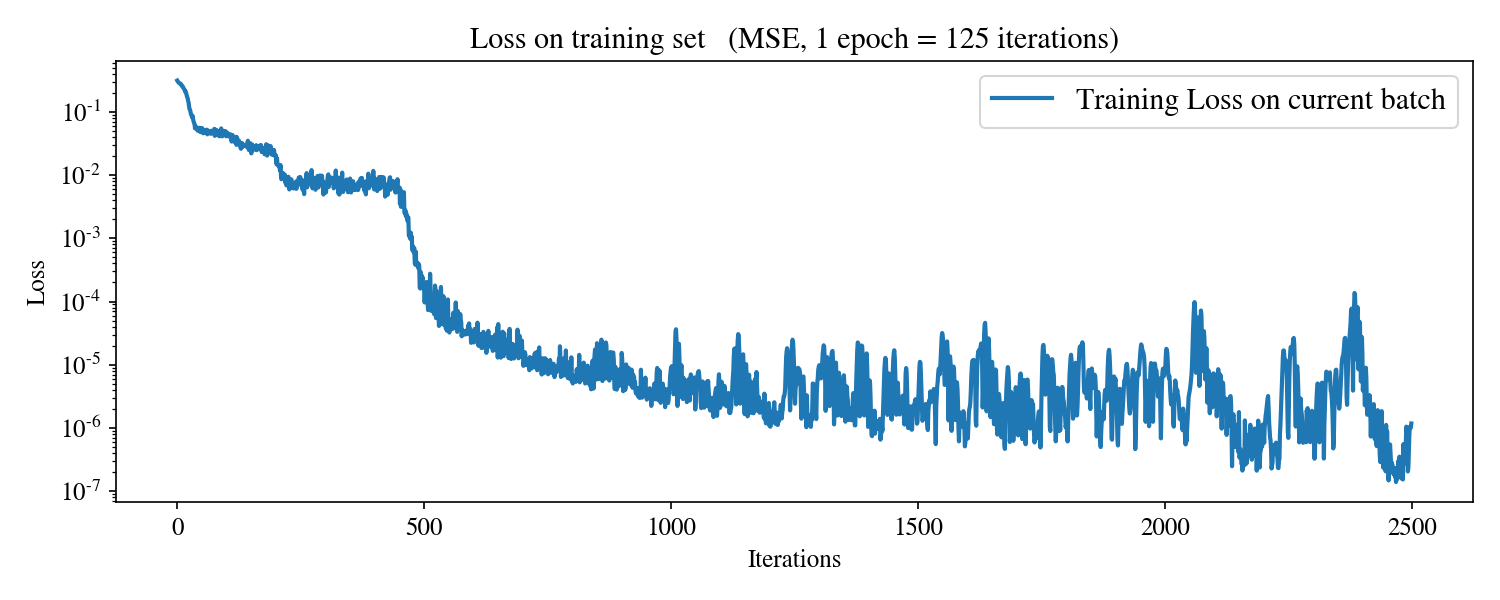 Loss on training set (MSE, 1 epoch = 125 iterations)
Training Loss on current batch
Loss
10^-1
10^-2
10^-3
10^-4
10^-5
10^-6
10^-7
0 500 1000 1500 2000 2500
Iterations